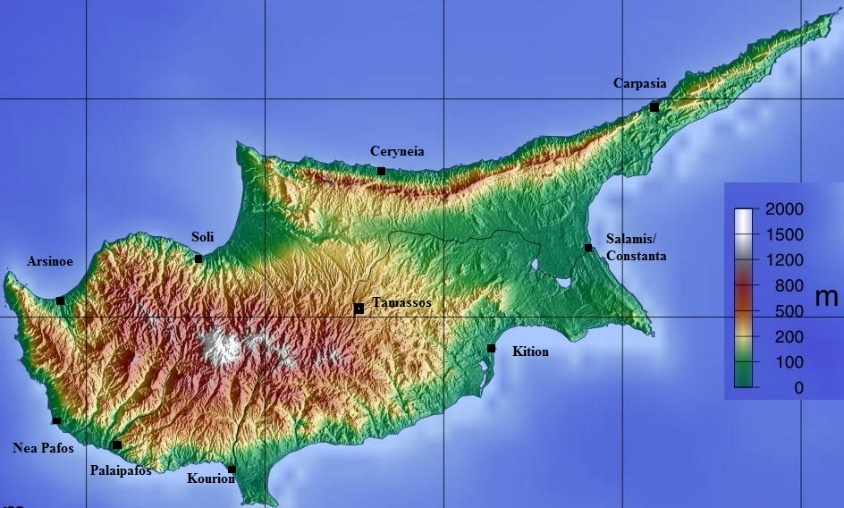 Carpasia
Ceryneia
Soli
Salamis/
Constanta
Arsinoe
Tamassos
Kition
Nea Pafos
Palaipafos
Kourion
2000
1500
1200
800
500
200
100
0
m